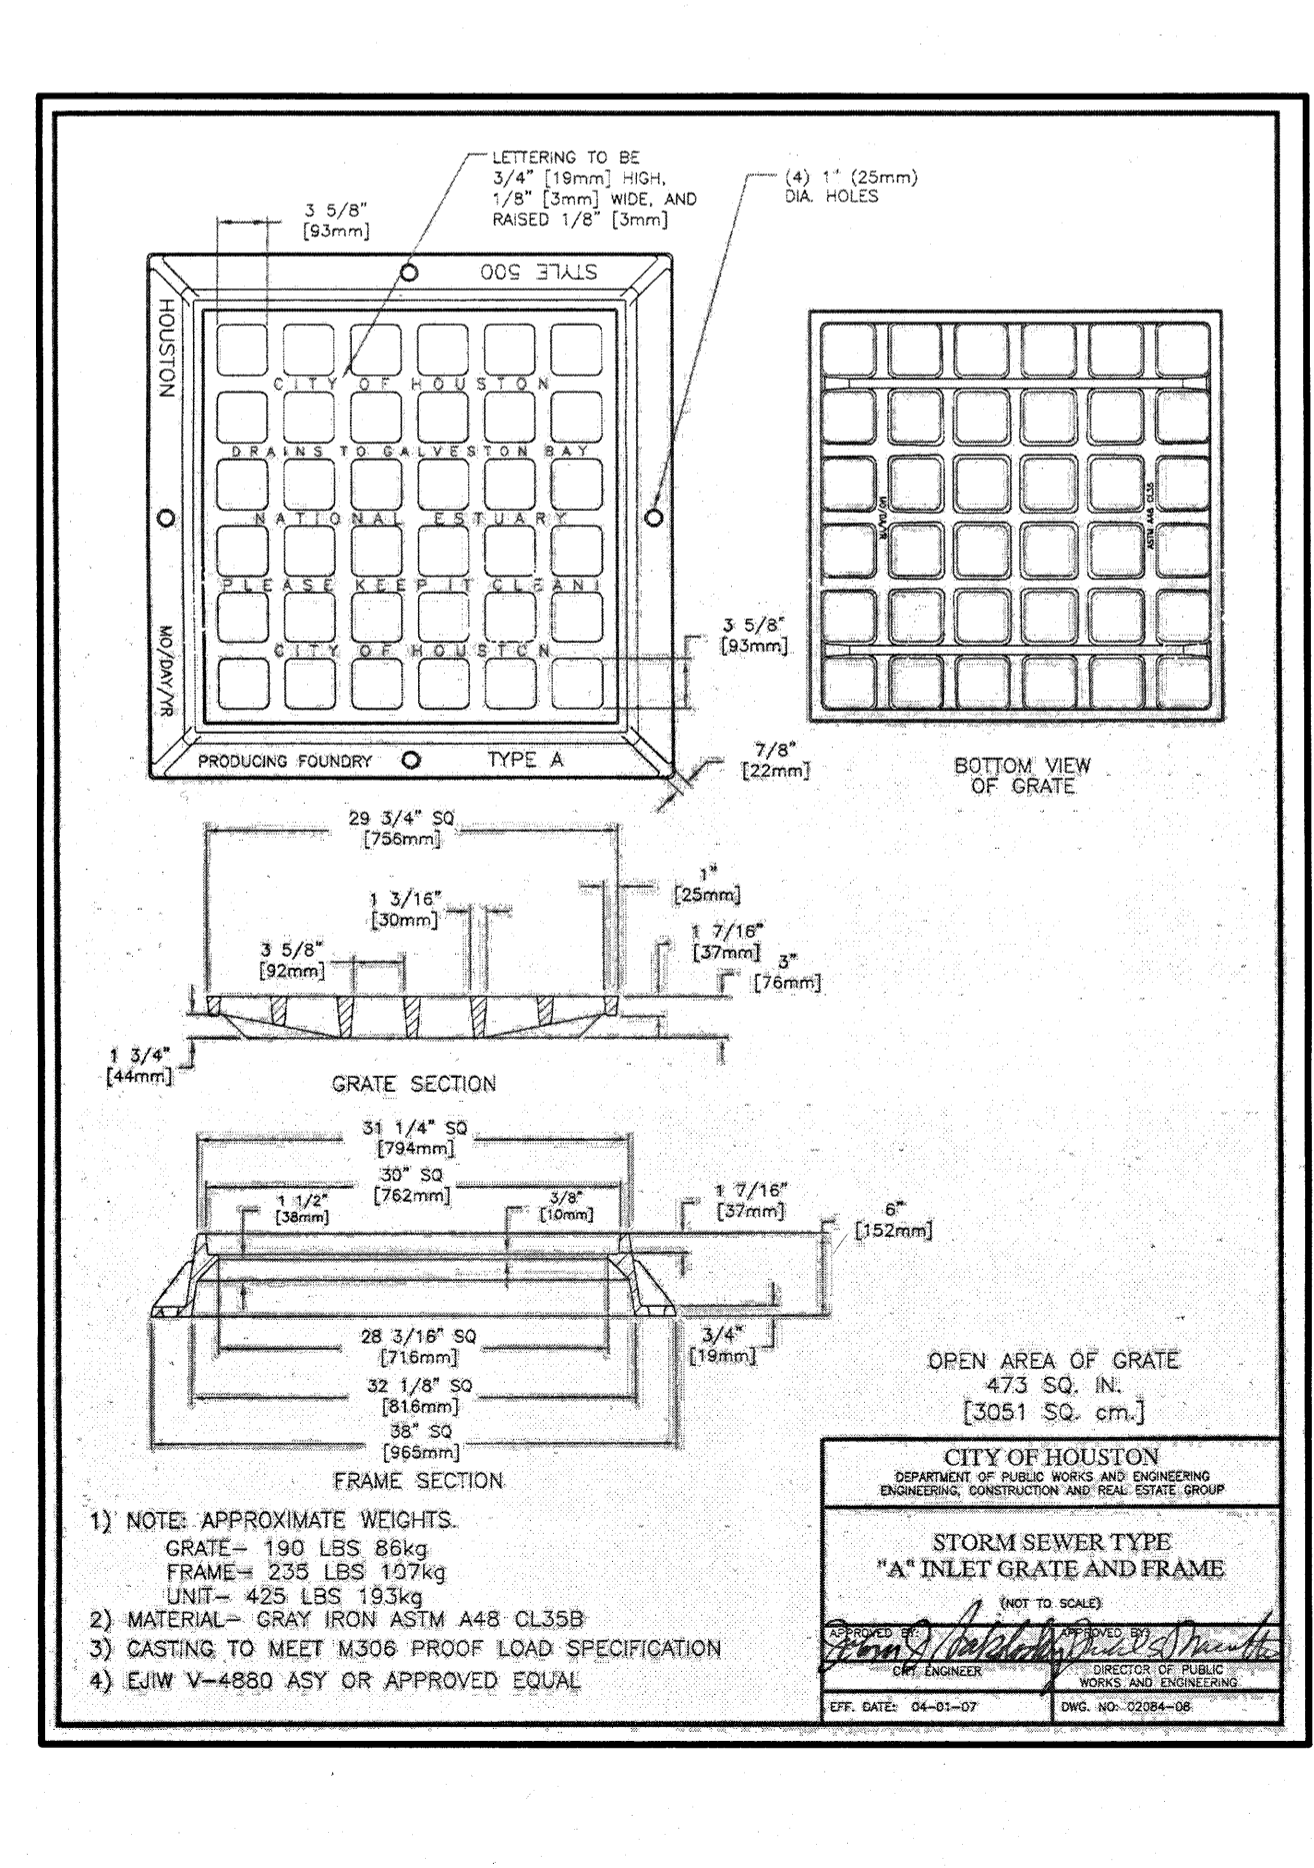 LETTERING TO BE
3/4" [19mm] HIGH,
1/8" [3mm] WIDE, AND
RAISED 1/8" [3mm]
(4) 1" (25mm)
DIA. HOLES
3 5/8"
[93mm]
STYLE 500
HOUSTON
CITY OF HOUSTON
DRAINS TO GALVESTON BAY
NATIONAL ESTUARY
PLEASE KEEP IT CLEAN!
CITY OF HOUSTON
MO/DAY/YR
PRODUCING FOUNDRY
TYPE A
3 5/8"
[93mm]
7/8"
[22mm]
ASTM A48 CL35
BOTTOM VIEW
OF GRATE
29 3/4" SQ
[756mm]
1"
[25mm]
1 3/16"
[30mm]
1 7/16"
[37mm]
3"
[76mm]
3 5/8"
[92mm]
1 3/4"
[44mm]
GRATE SECTION
31 1/4" SQ
[794mm]
30" SQ
[762mm]
1 1/2"
[38mm]
3/8"
[10mm]
1 7/16"
[37mm]
6"
[152mm]
28 3/16" SQ
[716mm]
3/4"
[19mm]
32 1/8" SQ
[816mm]
38" SQ
[965mm]
FRAME SECTION
OPEN AREA OF GRATE
473 SQ. IN.
[3051 SQ. cm.]
1) NOTE: APPROXIMATE WEIGHTS.
GRATE- 190 LBS 86kg
FRAME- 235 LBS 107kg
UNIT- 425 LBS 193kg
2) MATERIAL- GRAY IRON ASTM A48 CL35B
3) CASTING TO MEET M306 PROOF LOAD SPECIFICATION
4) EJIW V-4880 ASY OR APPROVED EQUAL
CITY OF HOUSTON
DEPARTMENT OF PUBLIC WORKS AND ENGINEERING
ENGINEERING, CONSTRUCTION AND REAL ESTATE GROUP
STORM SEWER TYPE
"A" INLET GRATE AND FRAME
(NOT TO SCALE)
APPROVED BY:
CITY ENGINEER
APPROVED BY:
DIRECTOR OF PUBLIC
WORKS AND ENGINEERING
EFF. DATE: 04-01-07
DWG. NO: 02084-08